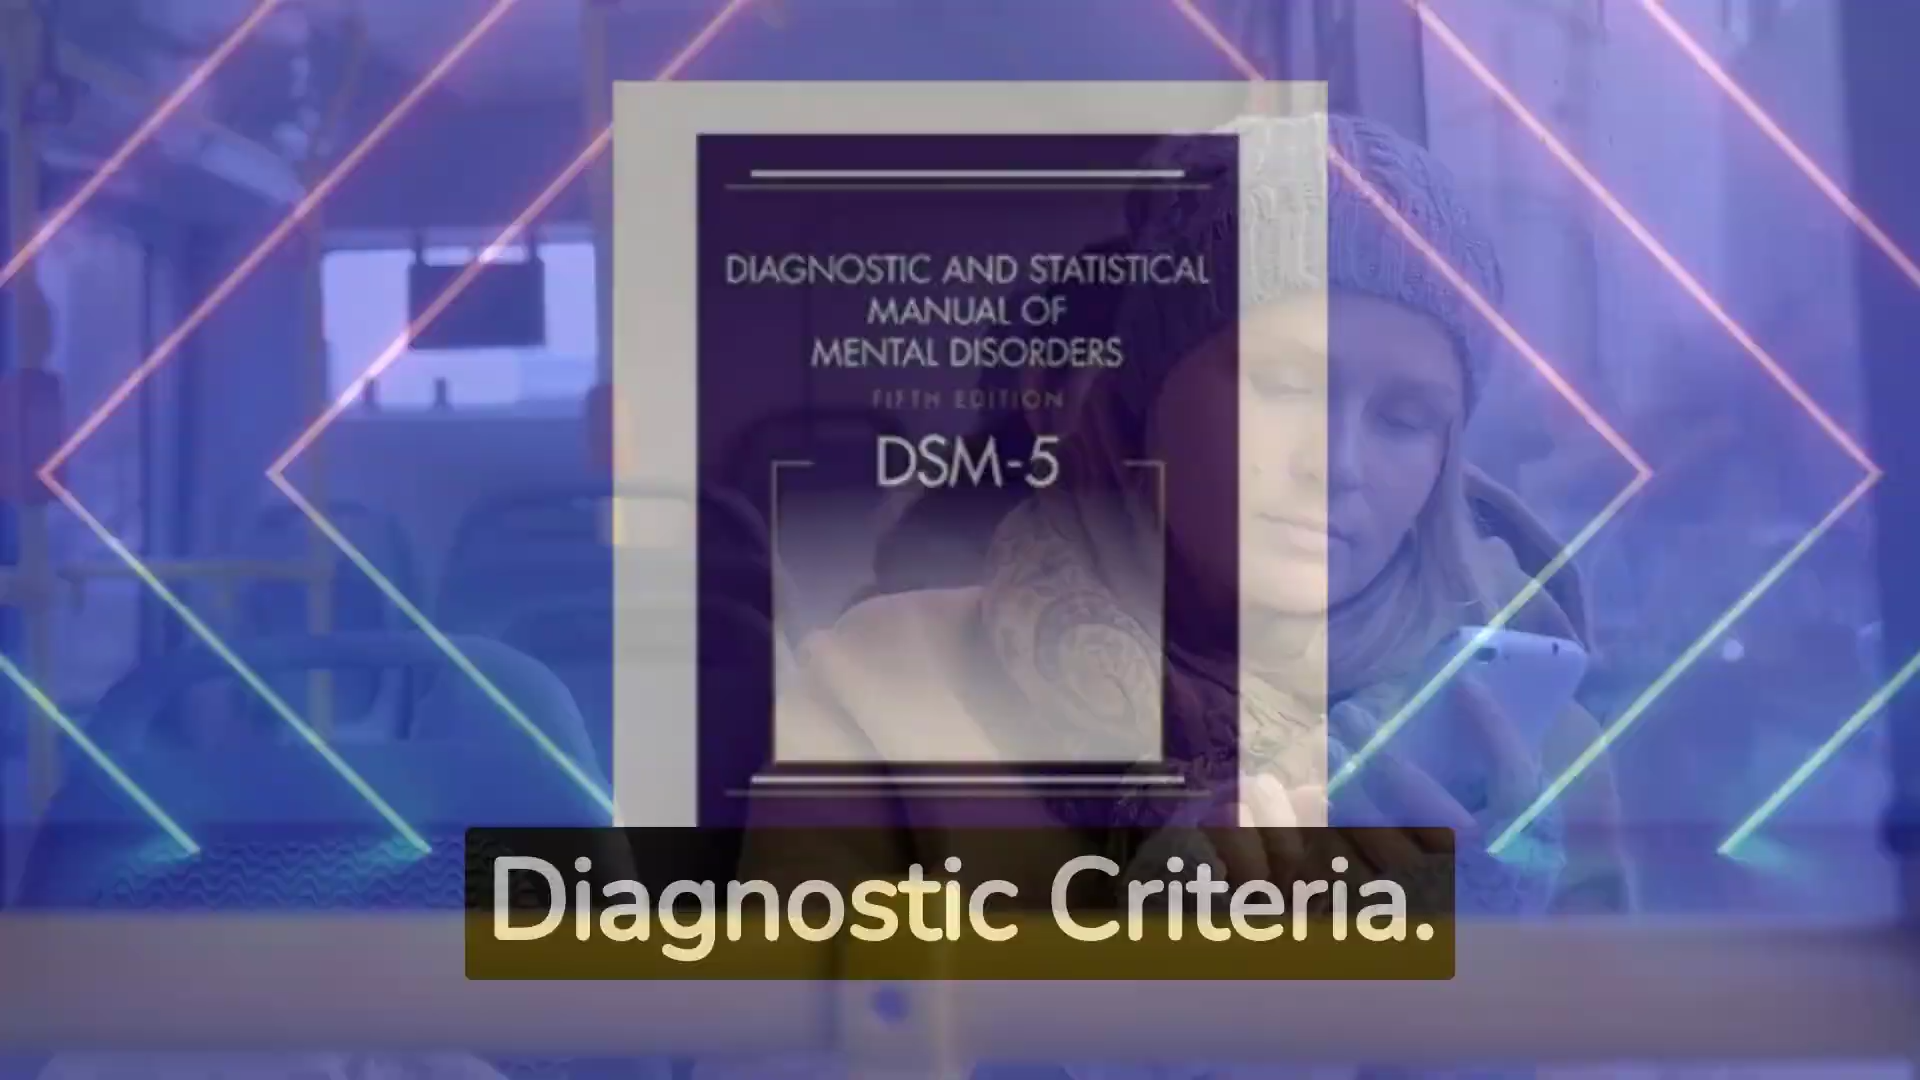 DIAGNOSTIC AND STATISTICAL
MANUAL OF
MENTAL DISORDERS
FIFTH EDITION
DSM-5
Diagnostic Criteria.